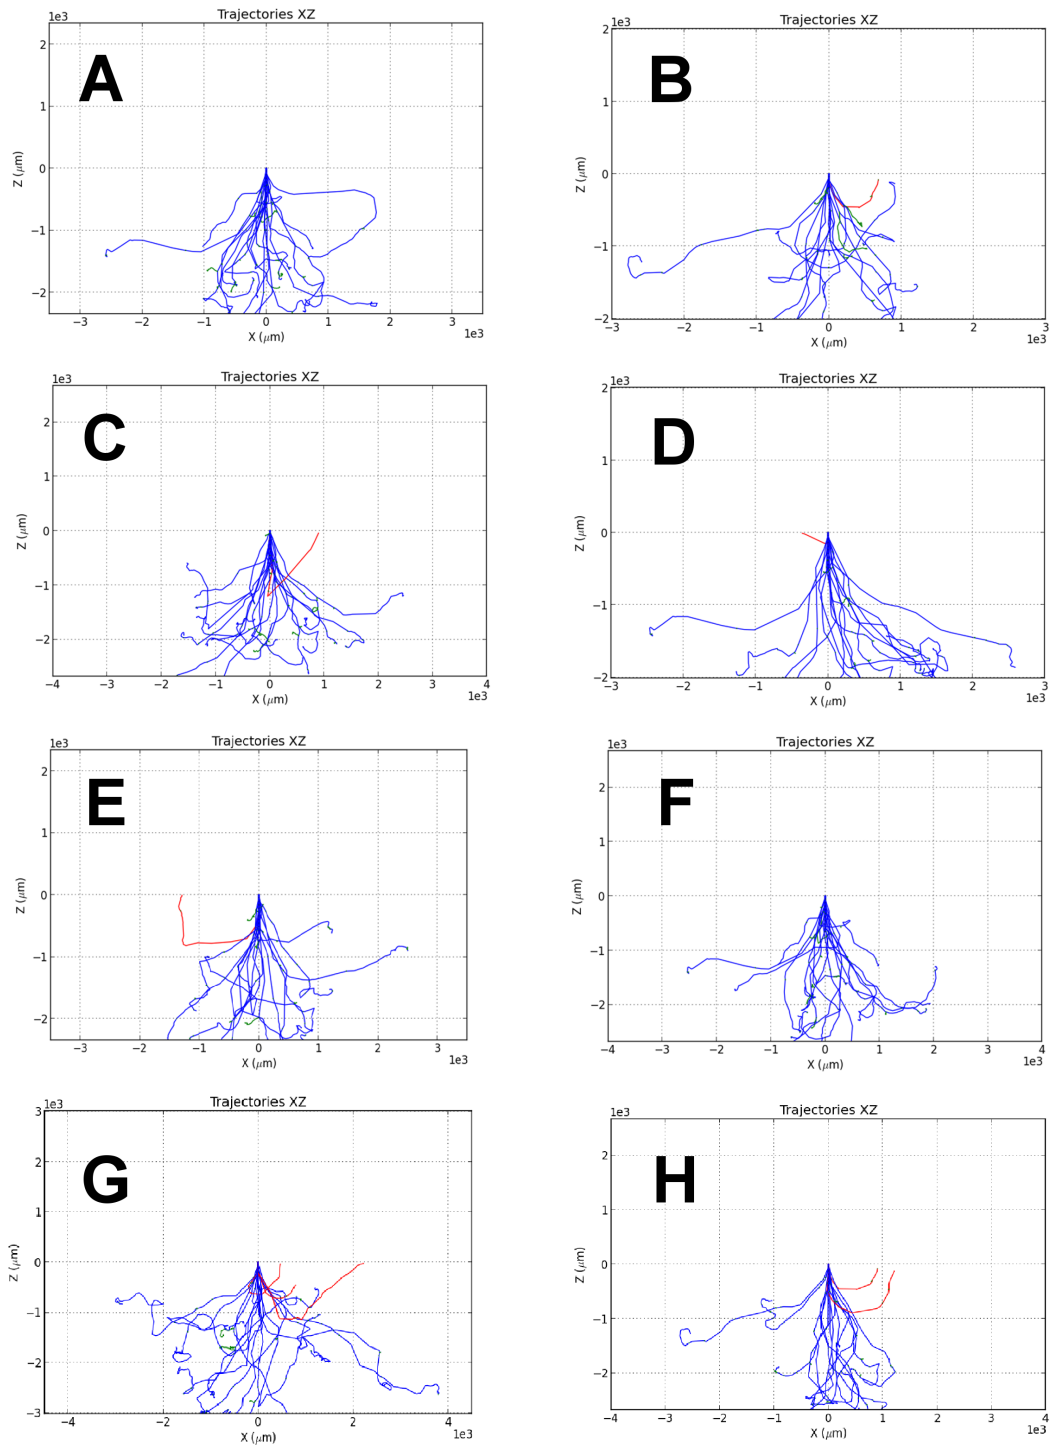 Trajectories XZ
1e3
A
2
1
0
−1
−2
Z (μm)
−3 −2 −1 0 1 2 3
X (μm)
1e3
Trajectories XZ
1e3
B
2
1
0
−1
−2
Z (μm)
−3 −2 −1 0 1 2 3
X (μm)
1e3
Trajectories XZ
1e3
C
2
1
0
−1
−2
Z (μm)
−4 −3 −2 −1 0 1 2 3 4
X (μm)
1e3
Trajectories XZ
1e3
D
2
1
0
−1
−2
Z (μm)
−3 −2 −1 0 1 2 3
X (μm)
1e3
Trajectories XZ
1e3
E
2
1
0
−1
−2
Z (μm)
−3 −2 −1 0 1 2 3
X (μm)
1e3
Trajectories XZ
1e3
F
2
1
0
−1
−2
Z (μm)
−4 −3 −2 −1 0 1 2 3 4
X (μm)
1e3
Trajectories XZ
1e3
G
3
2
1
0
−1
−2
−3
Z (μm)
−4 −2 0 2 4
X (μm)
1e3
Trajectories XZ
1e3
H
2
1
0
−1
−2
Z (μm)
−4 −3 −2 −1 0 1 2 3 4
X (μm)
1e3